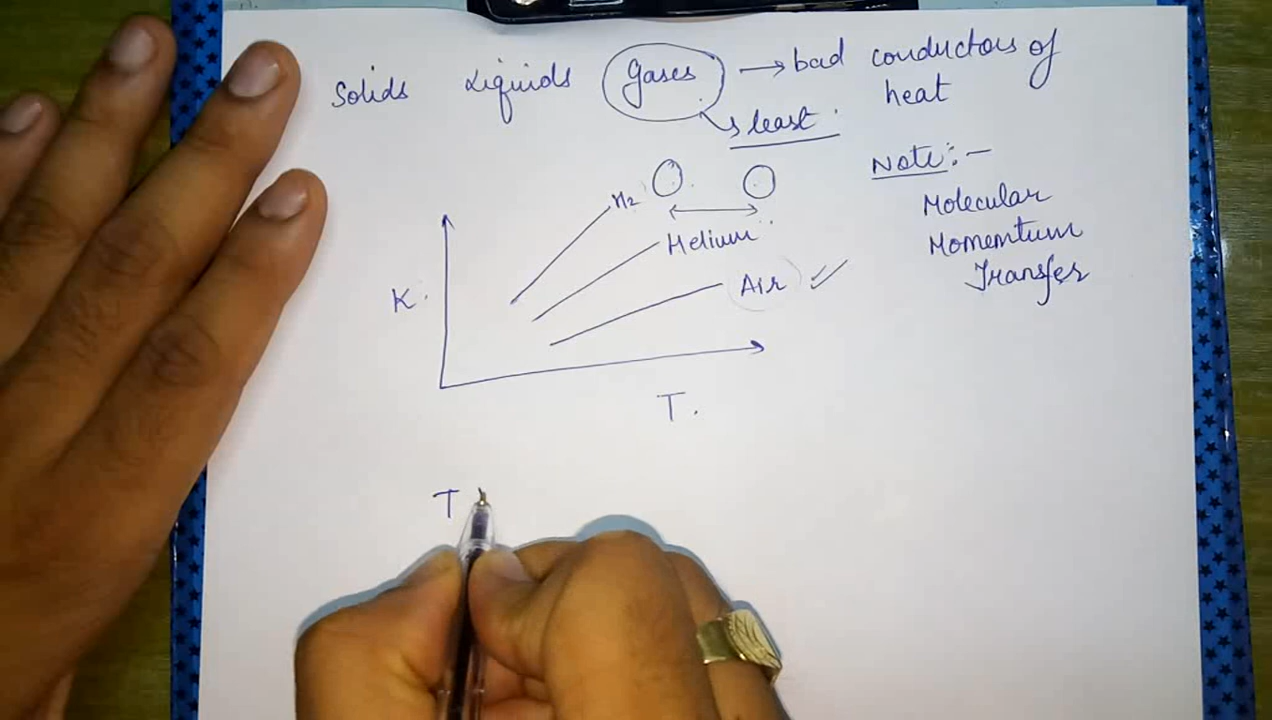 Solids Liquids Gases → bad conductors of
heat
least.
Note:-
Molecular
Momentum
Transfer
H2
Helium
Air ✓
K.
T.
T